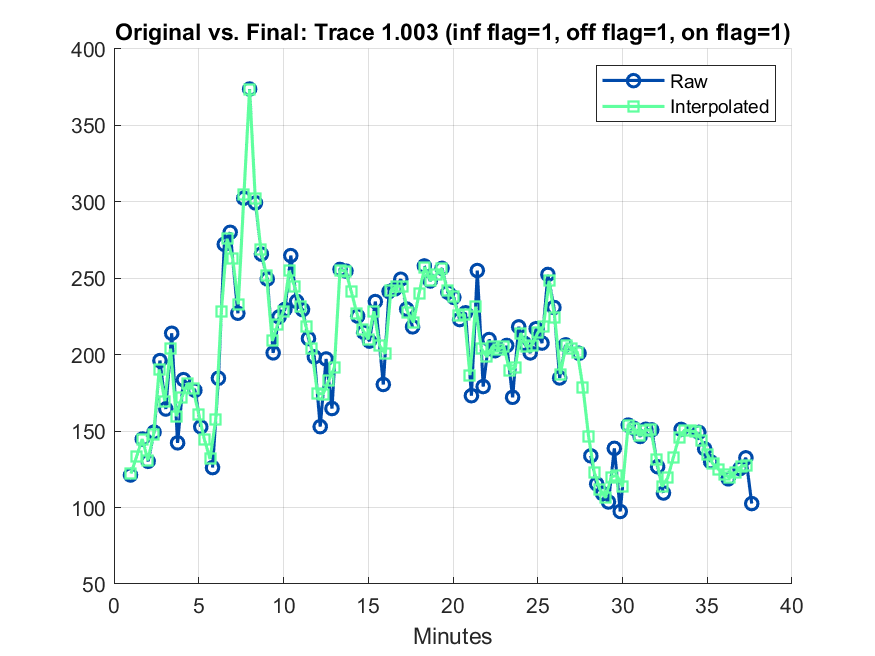 Original vs. Final: Trace 1.003 (inf flag=1, off flag=1, on flag=1)
400
350
300
250
200
150
100
50
Raw
Interpolated
0 5 10 15 20 25 30 35 40
Minutes